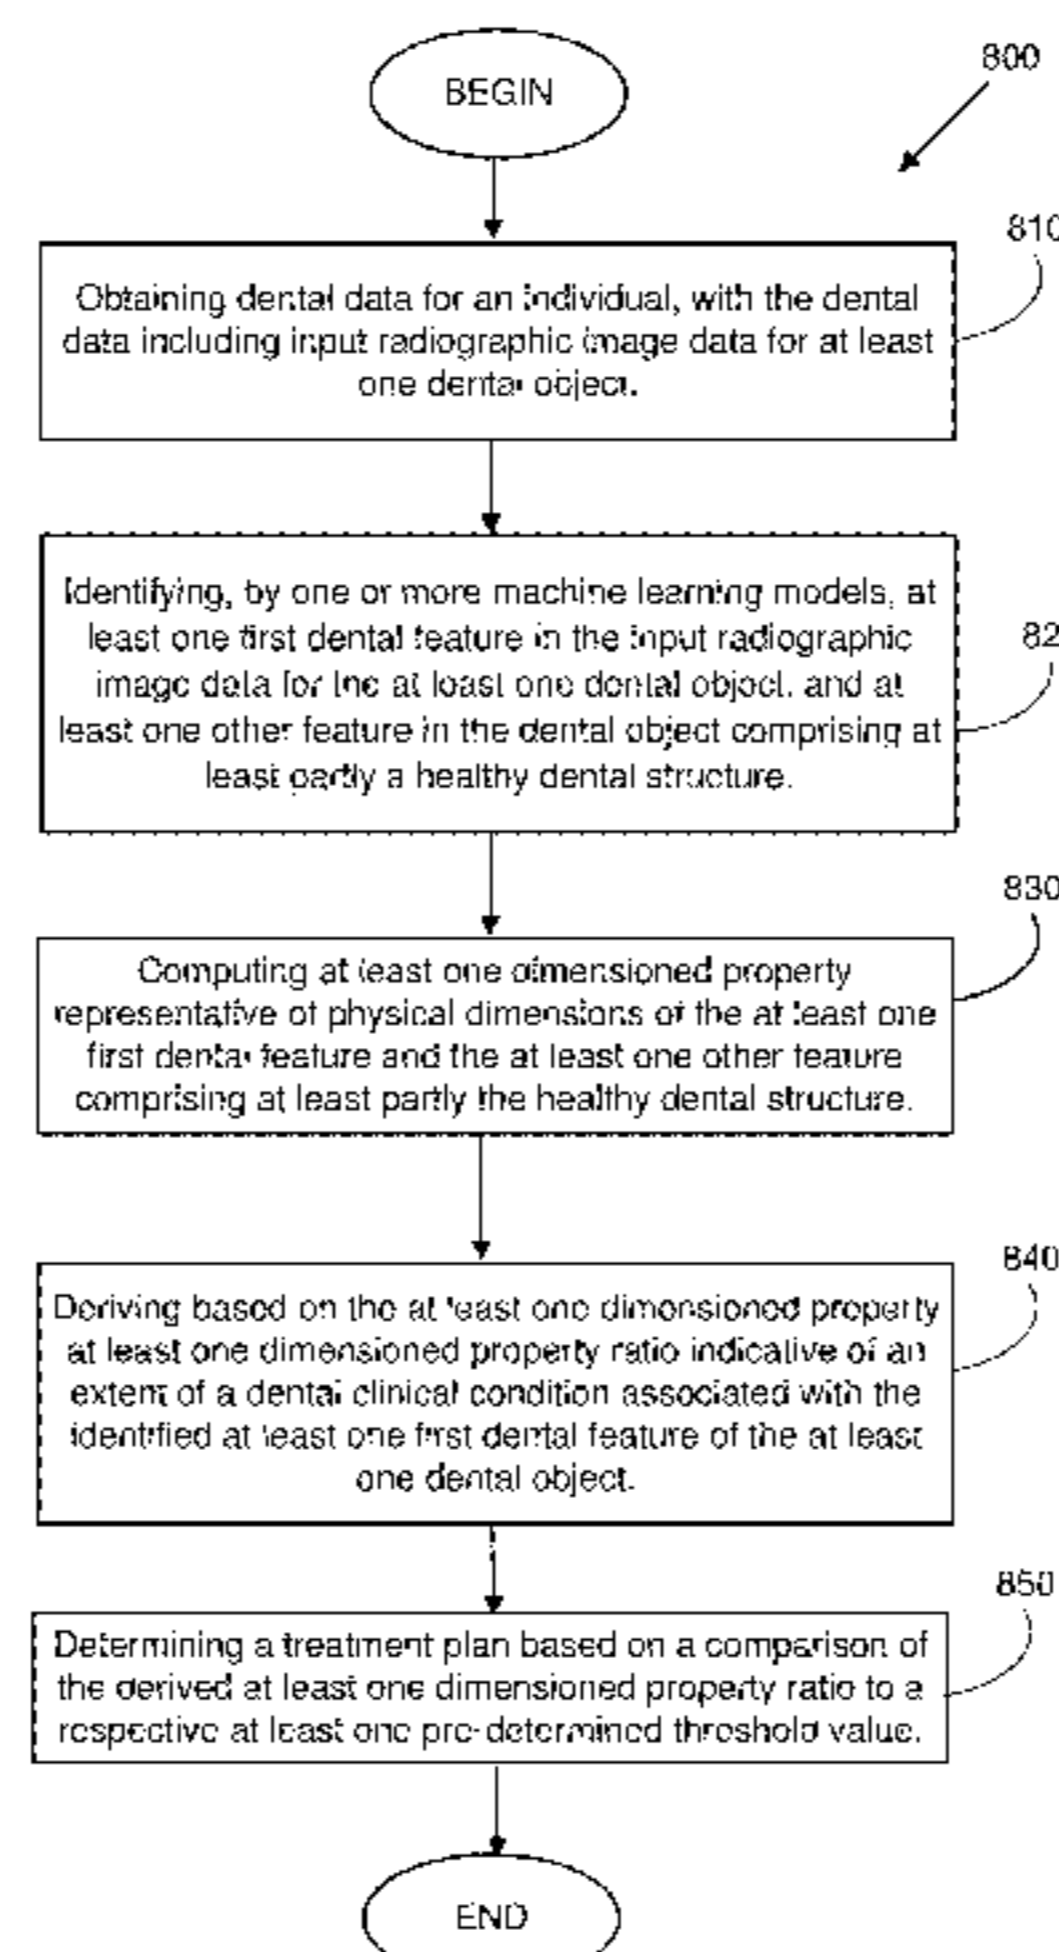 BEGIN
800
810
Obtaining dental data for an individual, with the dental
data including input radiographic image data for at least
one dental object.
Identifying, by one or more machine learning models, at
least one first dental feature in the input radiographic
82
image data for the at least one dental object, and at
least one other feature in the dental object comprising at
least partly a healthy dental structure.
830
Computing at least one dimensioned property
representative of physical dimensions of the at least one
first dental feature and the at least one other feature
comprising at least partly the healthy dental structure.
840
Deriving based on the at least one dimensioned property
at least one dimensioned property ratio indicative of an
extent of a dental clinical condition associated with the
identified at least one first dental feature of the at least
one dental object.
850
Determining a treatment plan based on a comparison of
the derived at least one dimensioned property ratio to a
respective at least one pre-determined threshold value.
END